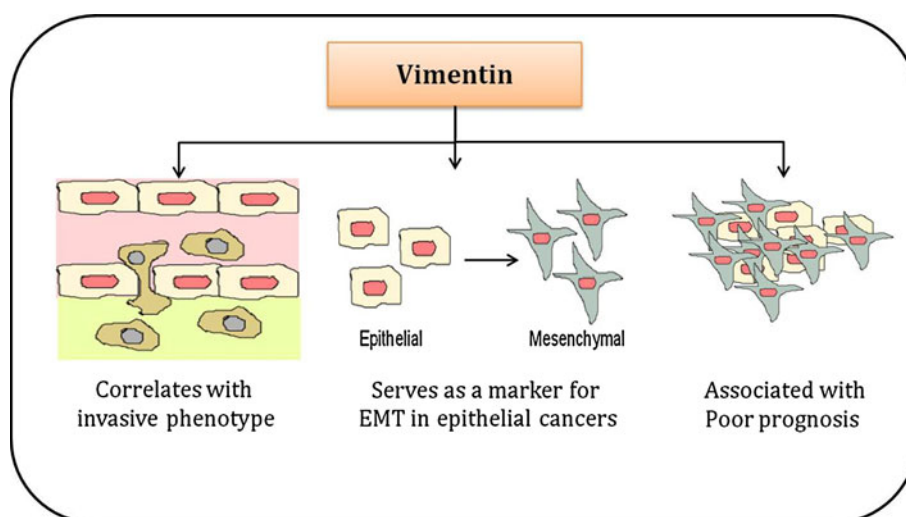 Vimentin
Epithelial
Mesenchymal
Correlates with
invasive phenotype
Serves as a marker for
EMT in epithelial cancers
Associated with
Poor prognosis